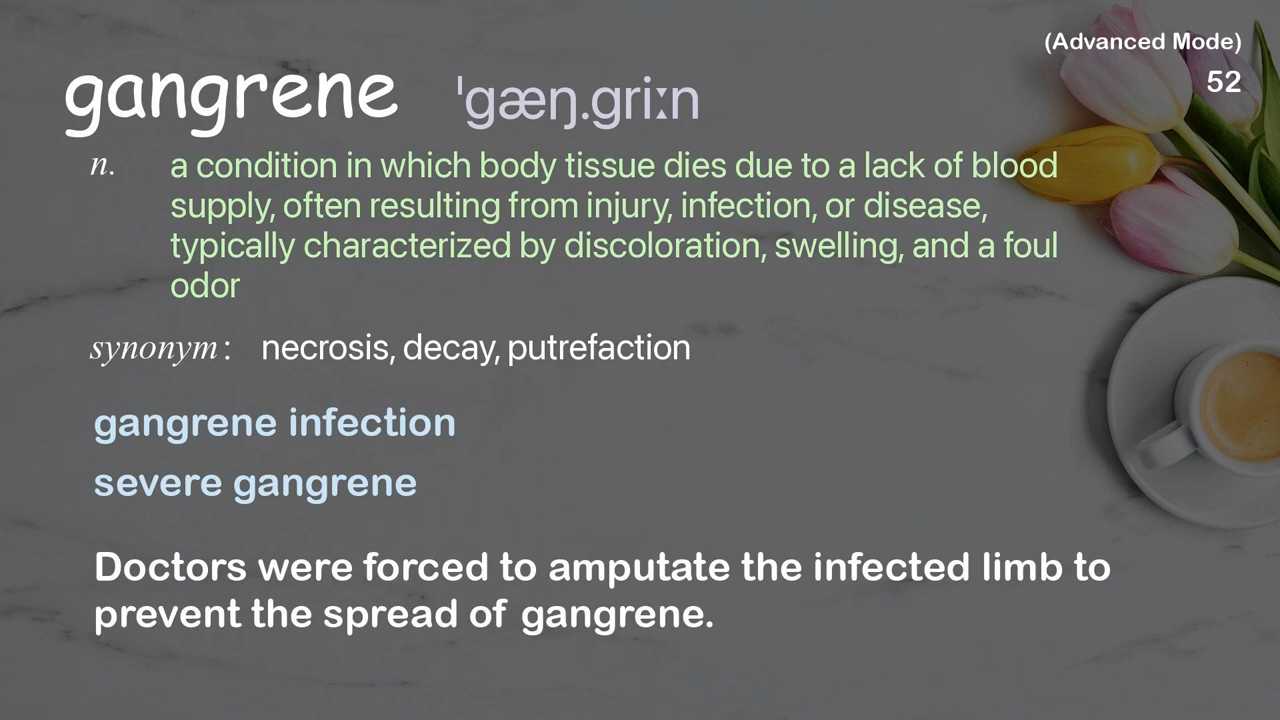 (Advanced Mode)
52
gangrene ˈgæŋ.griːn
n. a condition in which body tissue dies due to a lack of blood
supply, often resulting from injury, infection, or disease,
typically characterized by discoloration, swelling, and a foul
odor
synonym: necrosis, decay, putrefaction
gangrene infection
severe gangrene
Doctors were forced to amputate the infected limb to
prevent the spread of gangrene.